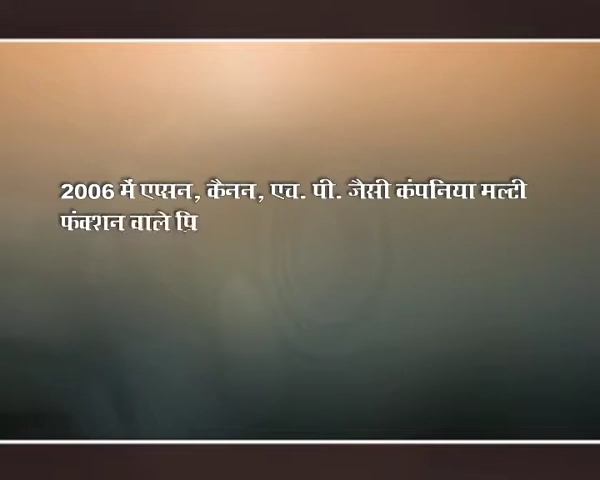 2006 में एप्सन, कैनन, एच. पी. जैसी कंपनिया मल्टी
फंक्शन वाले प्रि